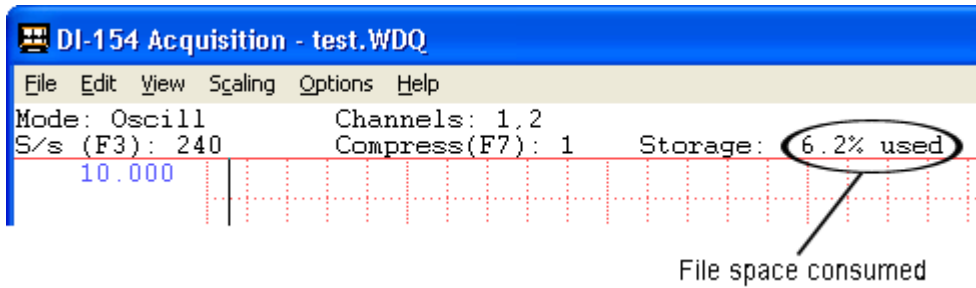 DI-154 Acquisition - test.WDQ
File Edit View Scaling Options Help
Mode: Oscill Channels: 1,2
S/s (F3): 240 Compress(F7): 1 Storage: 6.2% used
10.000
File space consumed